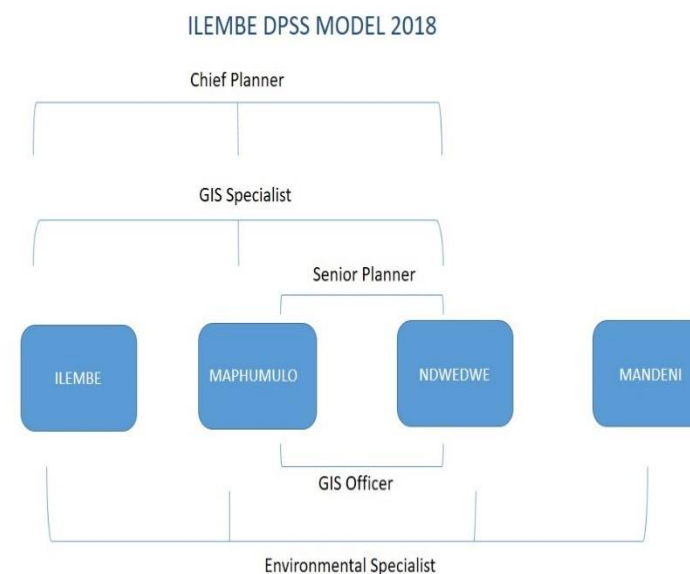 ILEMBE DPSS MODEL 2018
Chief Planner
GIS Specialist
Senior Planner
ILEMBE
MAPHUMULO
NDWEDWE
MANDENI
GIS Officer
Environmental Specialist